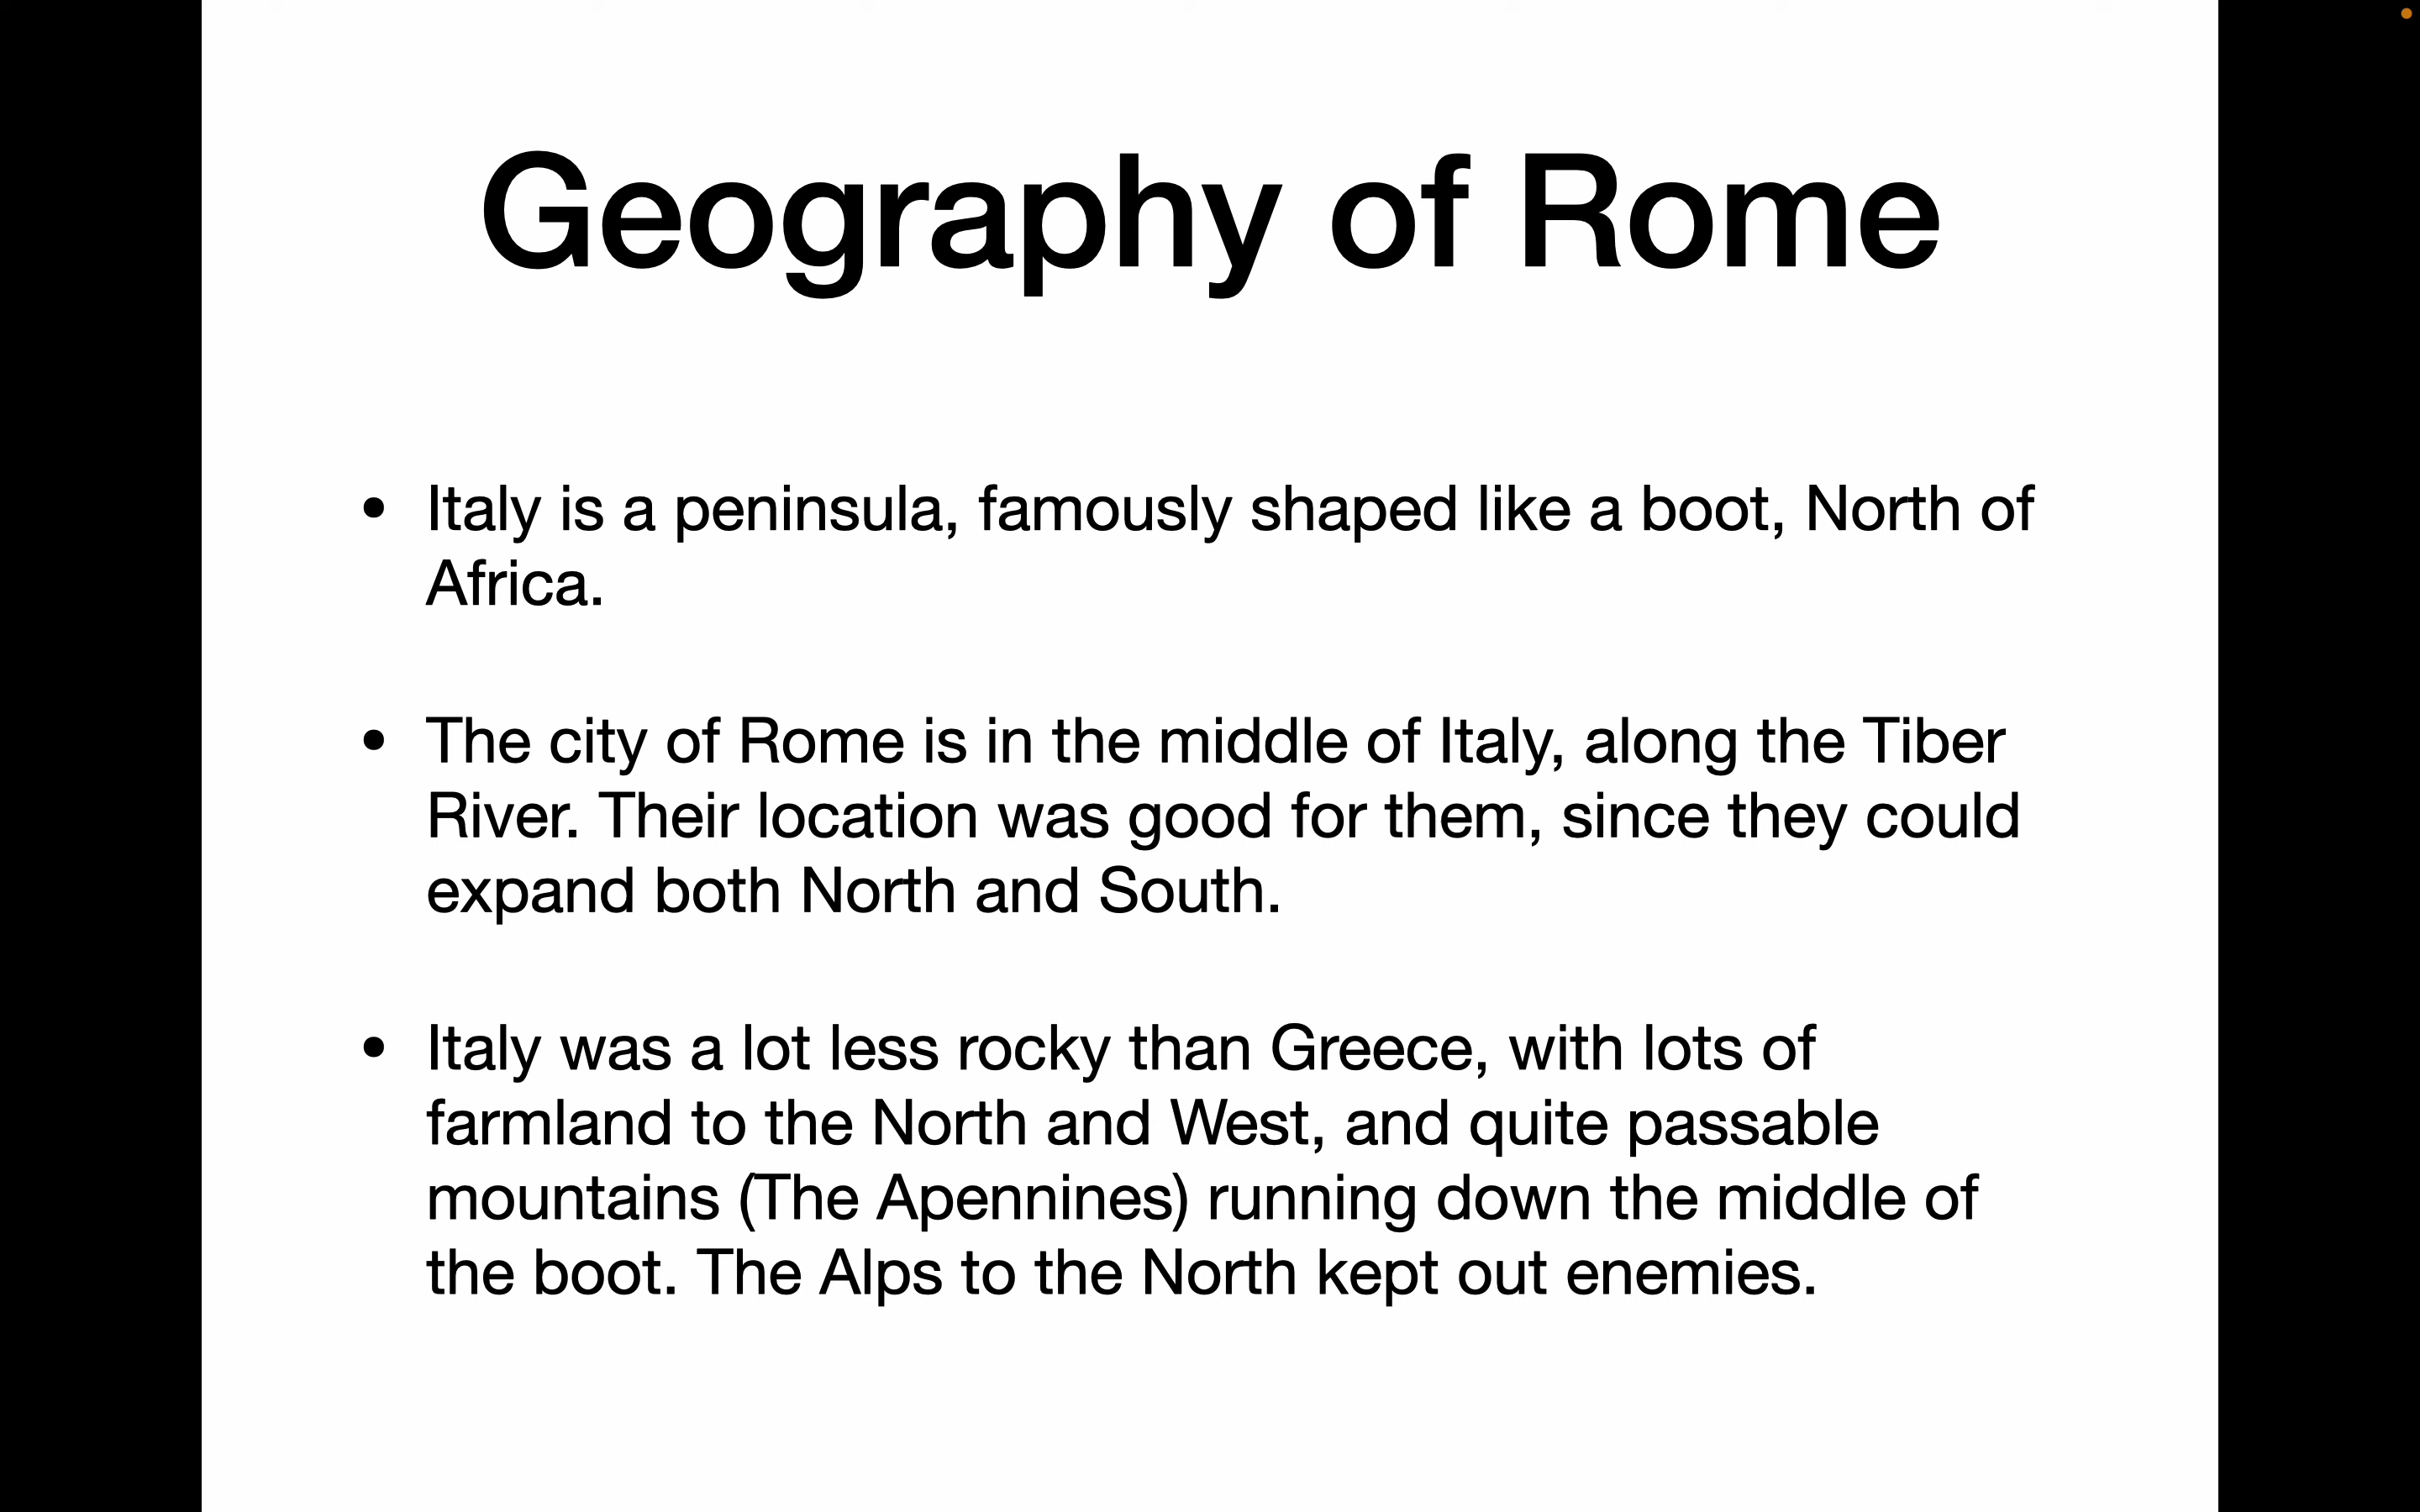 Geography of Rome
• Italy is a peninsula, famously shaped like a boot, North of
Africa.
• The city of Rome is in the middle of Italy, along the Tiber
River. Their location was good for them, since they could
expand both North and South.
• Italy was a lot less rocky than Greece, with lots of
farmland to the North and West, and quite passable
mountains (The Apennines) running down the middle of
the boot. The Alps to the North kept out enemies.